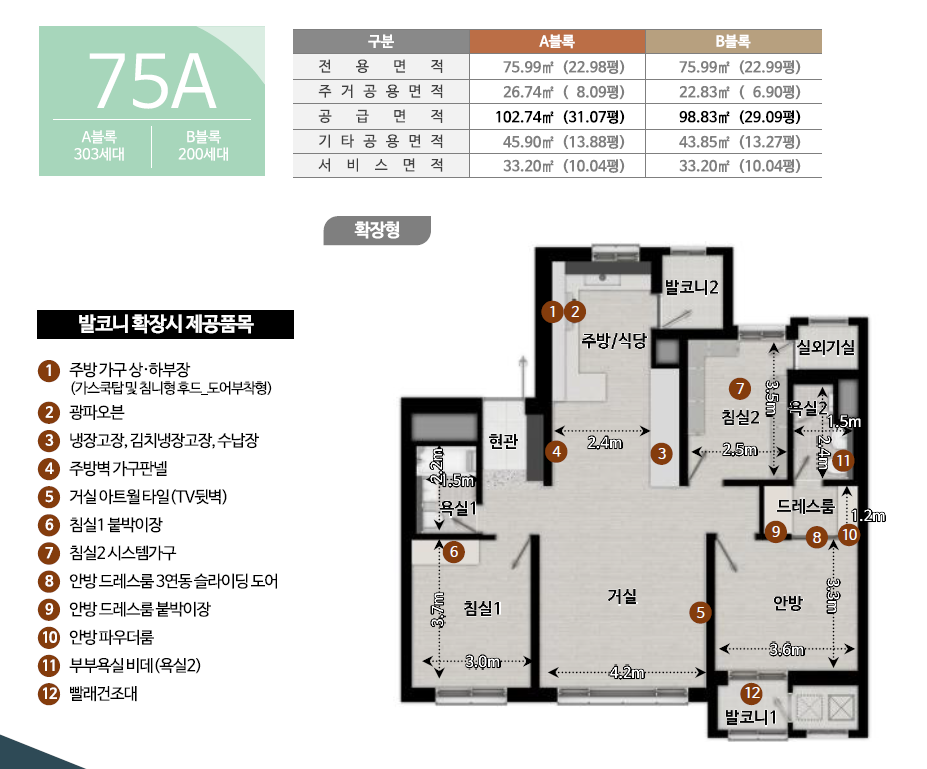 75A
A블록
303세대
B블록
200세대
구분 A블록 B블록
전용면적 75.99㎡ (22.98평) 75.99㎡ (22.99평)
주거공용면적 26.74㎡ ( 8.09평) 22.83㎡ ( 6.90평)
공급면적 102.74㎡ (31.07평) 98.83㎡ (29.09평)
기타공용면적 45.90㎡ (13.88평) 43.85㎡ (13.27평)
서비스면적 33.20㎡ (10.04평) 33.20㎡ (10.04평)
확장형
발코니 확장시 제공품목
1 주방 가구 상·하부장
(가스쿡탑 및 침니형 후드_도어부착형)
2 광파오븐
3 냉장고장, 김치냉장고장, 수납장
4 주방벽 가구판넬
5 거실 아트월 타일 (TV 뒷벽)
6 침실1 붙박이장
7 침실2 시스템가구
8 안방 드레스룸 3연동 슬라이딩 도어
9 안방 드레스룸 붙박이장
10 안방 파우더룸
11 부부욕실 비데 (욕실2)
12 빨래건조대
발코니2
1 2
주방/식당
실외기실
3.5m
7
침실2
욕실2
1.5m
2.4m
11
현관
2.4m
4
3
2.5m
2.2m
1.5m
욕실1
드레스룸
1.2m
9 8 10
6
침실1
3.7m
3.0m
거실
5
4.2m
안방
3.3m
3.6m
12
발코니1